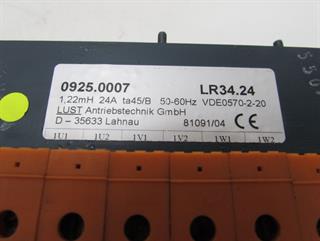 0925.0007 LR34.24
1,22mH 24A ta45/B 50-60Hz VDE0570-2-20
LUST Antriebstechnik GmbH
D – 35633 Lahnau 81091/04 CE
1U1 1U2 1V1 1V2 1W1 1W2